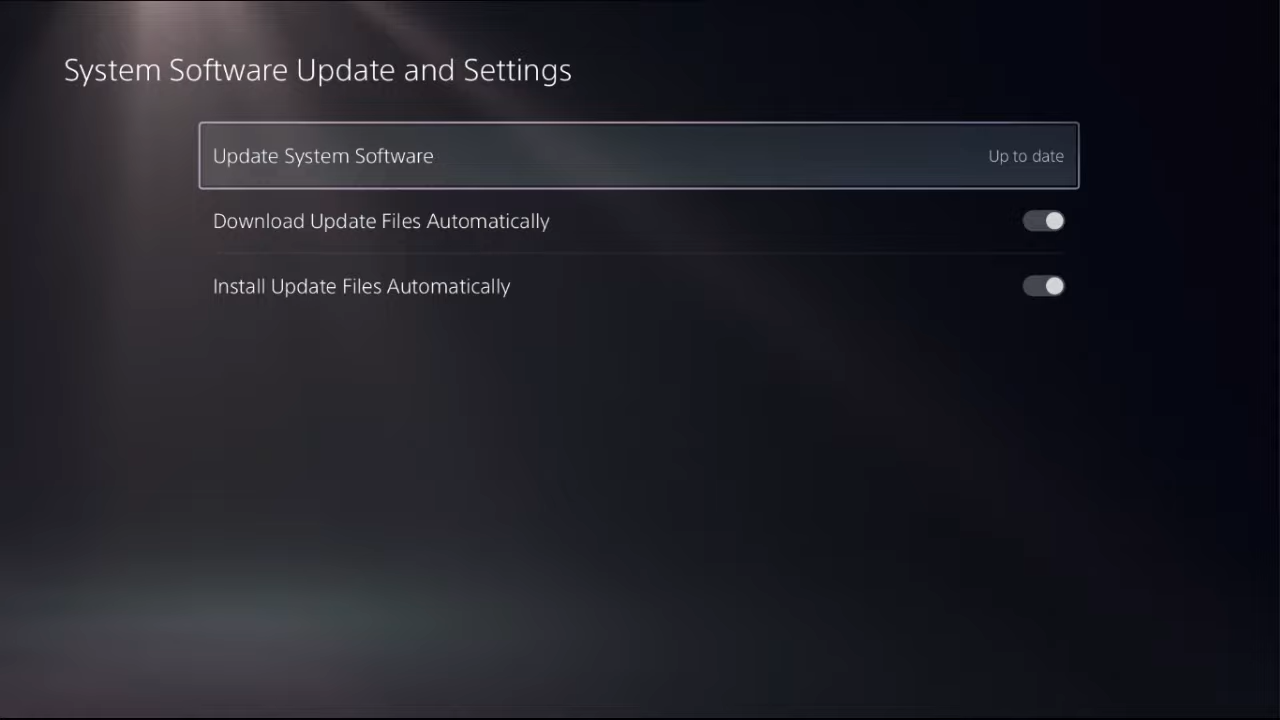 System Software Update and Settings
Update System Software
Up to date
Download Update Files Automatically
Install Update Files Automatically